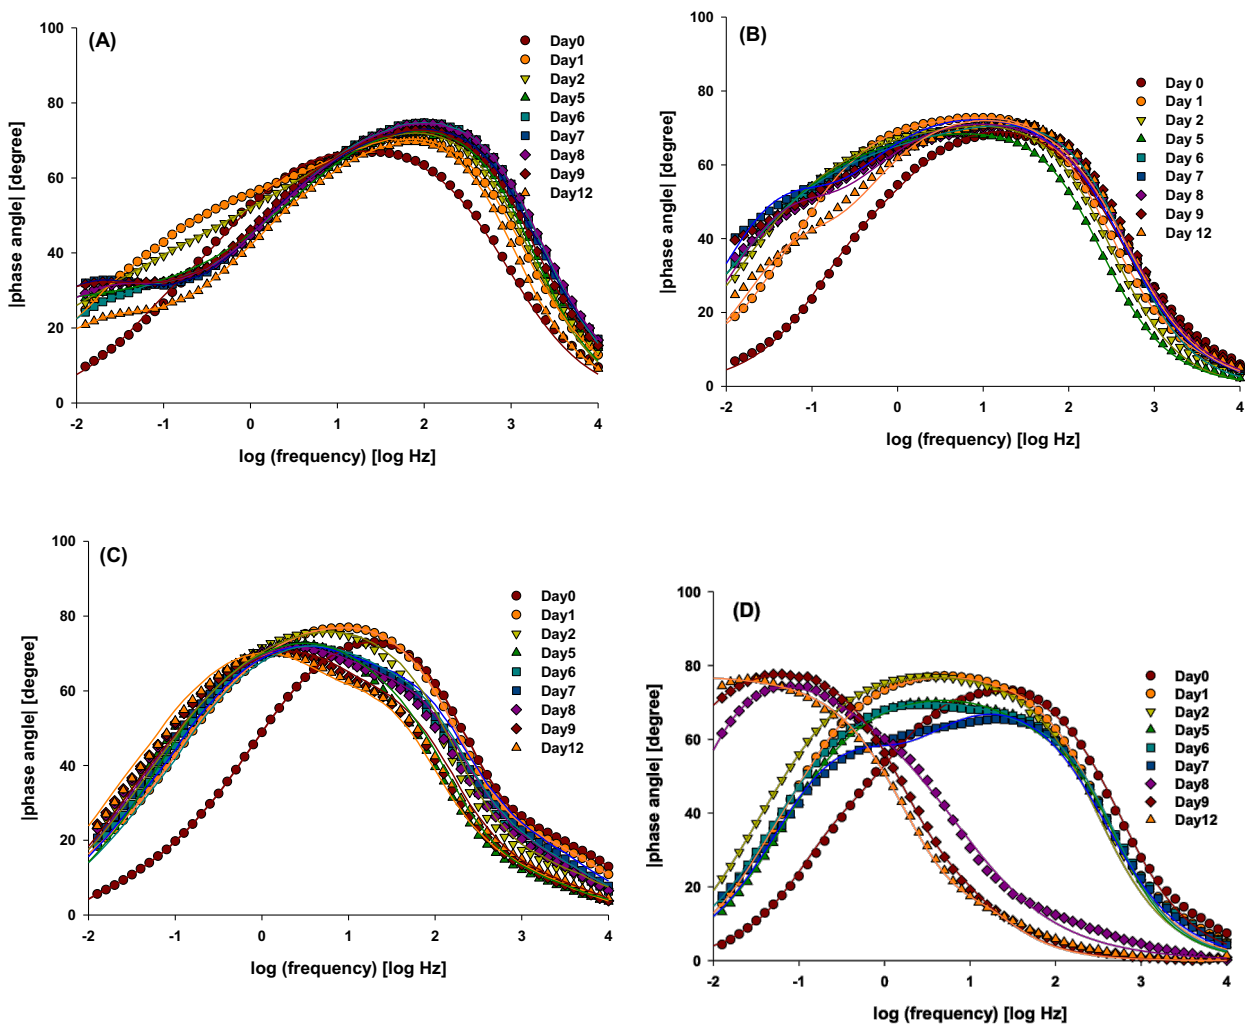 (A)
100
80
60
40
20
0
|phase angle| [degree]
-2 -1 0 1 2 3 4
log (frequency) [log Hz]
Day0
Day1
Day2
Day5
Day6
Day7
Day8
Day9
Day12
(B)
100
80
60
40
20
0
|phase angle| [degree]
-2 -1 0 1 2 3 4
log (frequency) [log Hz]
Day 0
Day 1
Day 2
Day 5
Day 6
Day 7
Day 8
Day 9
Day 12
(C)
100
80
60
40
20
0
|phase angle| [degree]
-2 -1 0 1 2 3 4
log (frequency) [log Hz]
Day0
Day1
Day2
Day5
Day6
Day7
Day8
Day9
Day12
(D)
100
80
60
40
20
0
|phase angle| [degree]
-2 -1 0 1 2 3 4
log (frequency) [log Hz]
Day0
Day1
Day2
Day5
Day6
Day7
Day8
Day9
Day12